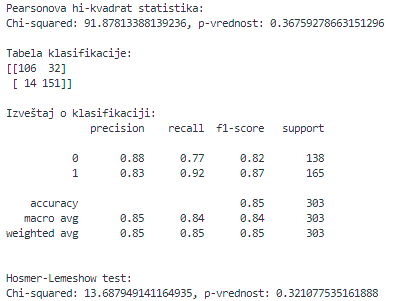 Pearsonova hi-kvadrat statistika:
Chi-squared: 91.87813388139236, p-vrednost: 0.36759278663151296
Tabela klasifikacije:
[[106 32]
[ 14 151]]
Izveštaj o klasifikaciji:
precision recall f1-score support
0 0.88 0.77 0.82 138
1 0.83 0.92 0.87 165
accuracy 0.85 303
macro avg 0.85 0.84 0.84 303
weighted avg 0.85 0.85 0.85 303
Hosmer-Lemeshow test:
Chi-squared: 13.687949141164935, p-vrednost: 0.321077535161888